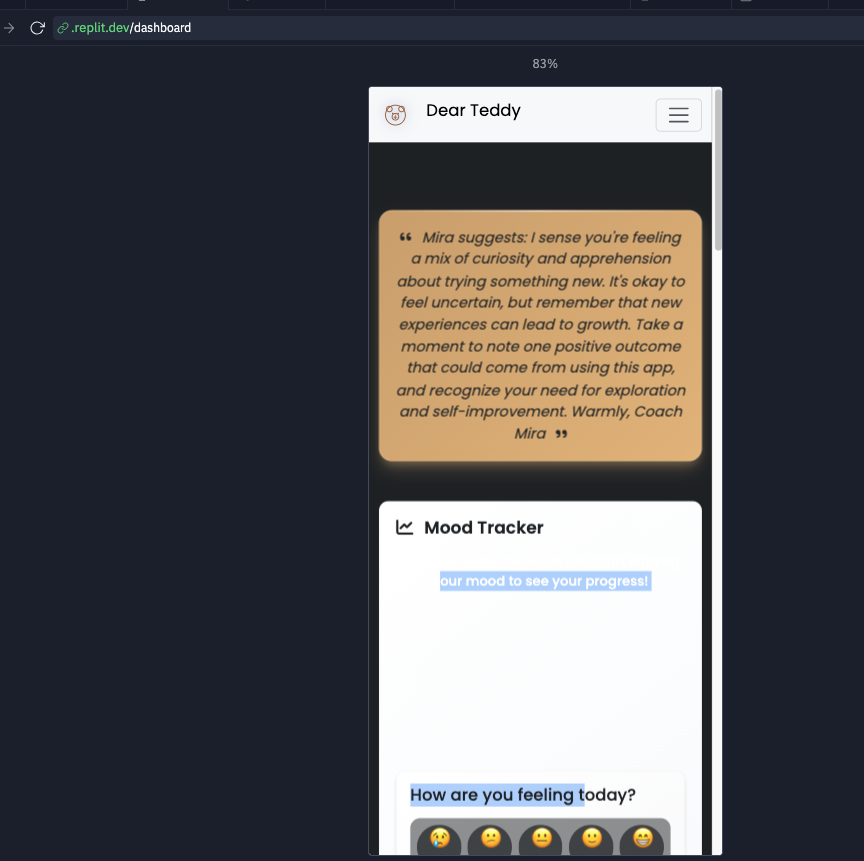 .replit.dev/dashboard
83%
Dear Teddy
“ Mira suggests: I sense you're feeling
a mix of curiosity and apprehension
about trying something new. It's okay to
feel uncertain, but remember that new
experiences can lead to growth. Take a
moment to note one positive outcome
that could come from using this app,
and recognize your need for exploration
and self-improvement. Warmly, Coach
Mira ”
Mood Tracker
our mood to see your progress!
How are you feeling today?